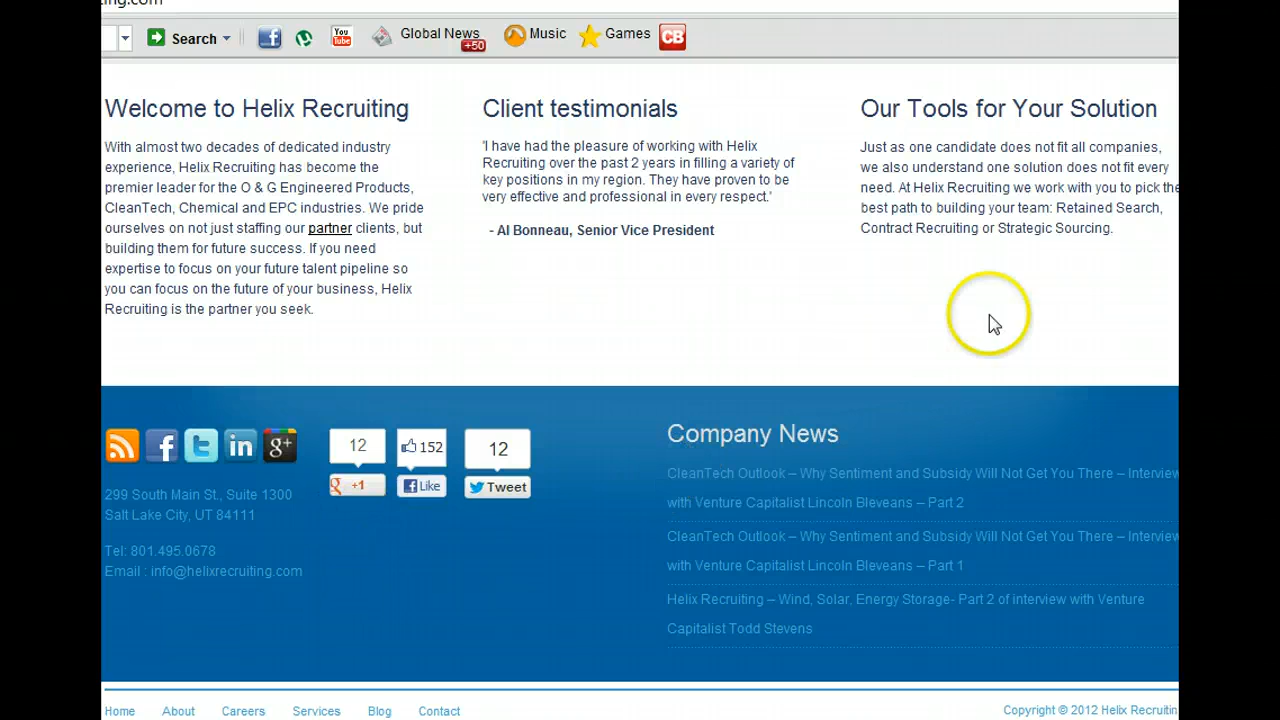 ing.com
Search
You
Tube
Global News
+50
Music
Games
CB
Welcome to Helix Recruiting
With almost two decades of dedicated industry
experience, Helix Recruiting has become the
premier leader for the O & G Engineered Products,
CleanTech, Chemical and EPC industries. We pride
ourselves on not just staffing our partner clients, but
building them for future success. If you need
expertise to focus on your future talent pipeline so
you can focus on the future of your business, Helix
Recruiting is the partner you seek.
Client testimonials
'I have had the pleasure of working with Helix
Recruiting over the past 2 years in filling a variety of
key positions in my region. They have proven to be
very effective and professional in every respect.'
- Al Bonneau, Senior Vice President
Our Tools for Your Solution
Just as one candidate does not fit all companies,
we also understand one solution does not fit every
need. At Helix Recruiting we work with you to pick the
best path to building your team: Retained Search,
Contract Recruiting or Strategic Sourcing.
12
+1
152
Like
12
Tweet
299 South Main St., Suite 1300
Salt Lake City, UT 84111
Tel: 801.495.0678
Email : info@helixrecruiting.com
Company News
CleanTech Outlook – Why Sentiment and Subsidy Will Not Get You There – Interview
with Venture Capitalist Lincoln Bleveans – Part 2
CleanTech Outlook – Why Sentiment and Subsidy Will Not Get You There – Interview
with Venture Capitalist Lincoln Bleveans – Part 1
Helix Recruiting – Wind, Solar, Energy Storage- Part 2 of interview with Venture
Capitalist Todd Stevens
Home About Careers Services Blog Contact
Copyright © 2012 Helix Recruitin